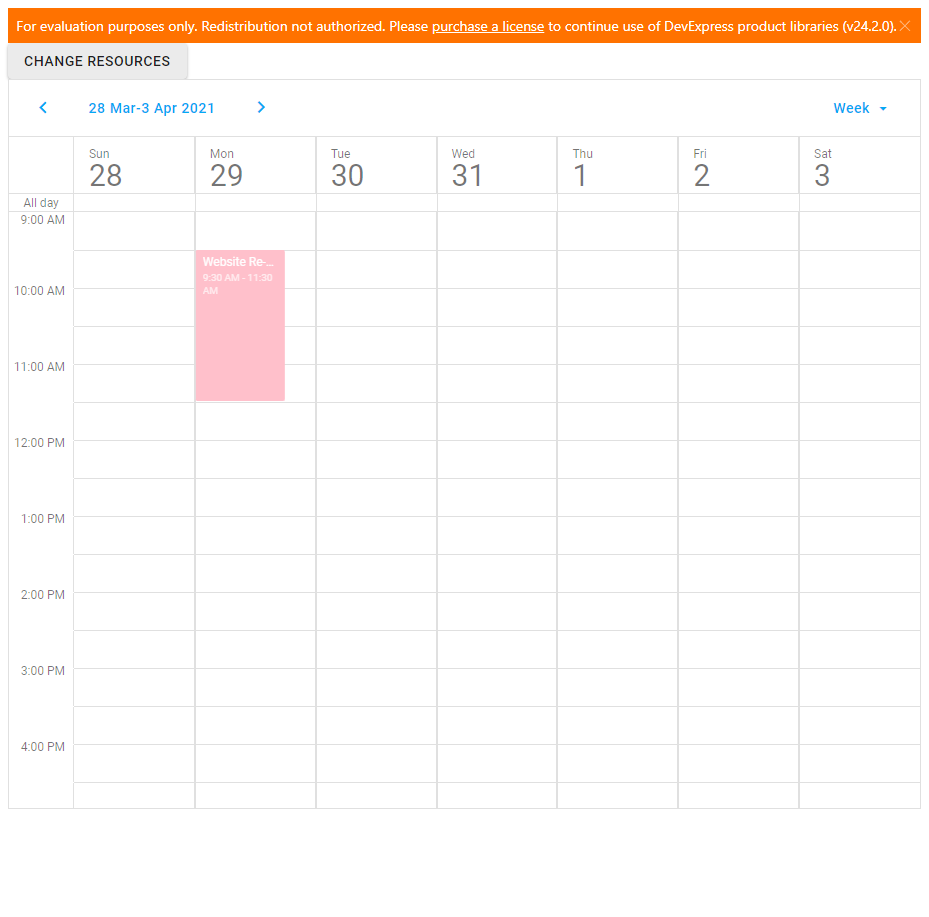 For evaluation purposes only. Redistribution not authorized. Please purchase a license to continue use of DevExpress product libraries (v24.2.0).
CHANGE RESOURCES
28 Mar-3 Apr 2021
Week
Sun Mon Tue Wed Thu Fri Sat
28 29 30 31 1 2 3
All day
9:00 AM
Website Re-...
9:30 AM - 11:30
AM
10:00 AM
11:00 AM
12:00 PM
1:00 PM
2:00 PM
3:00 PM
4:00 PM